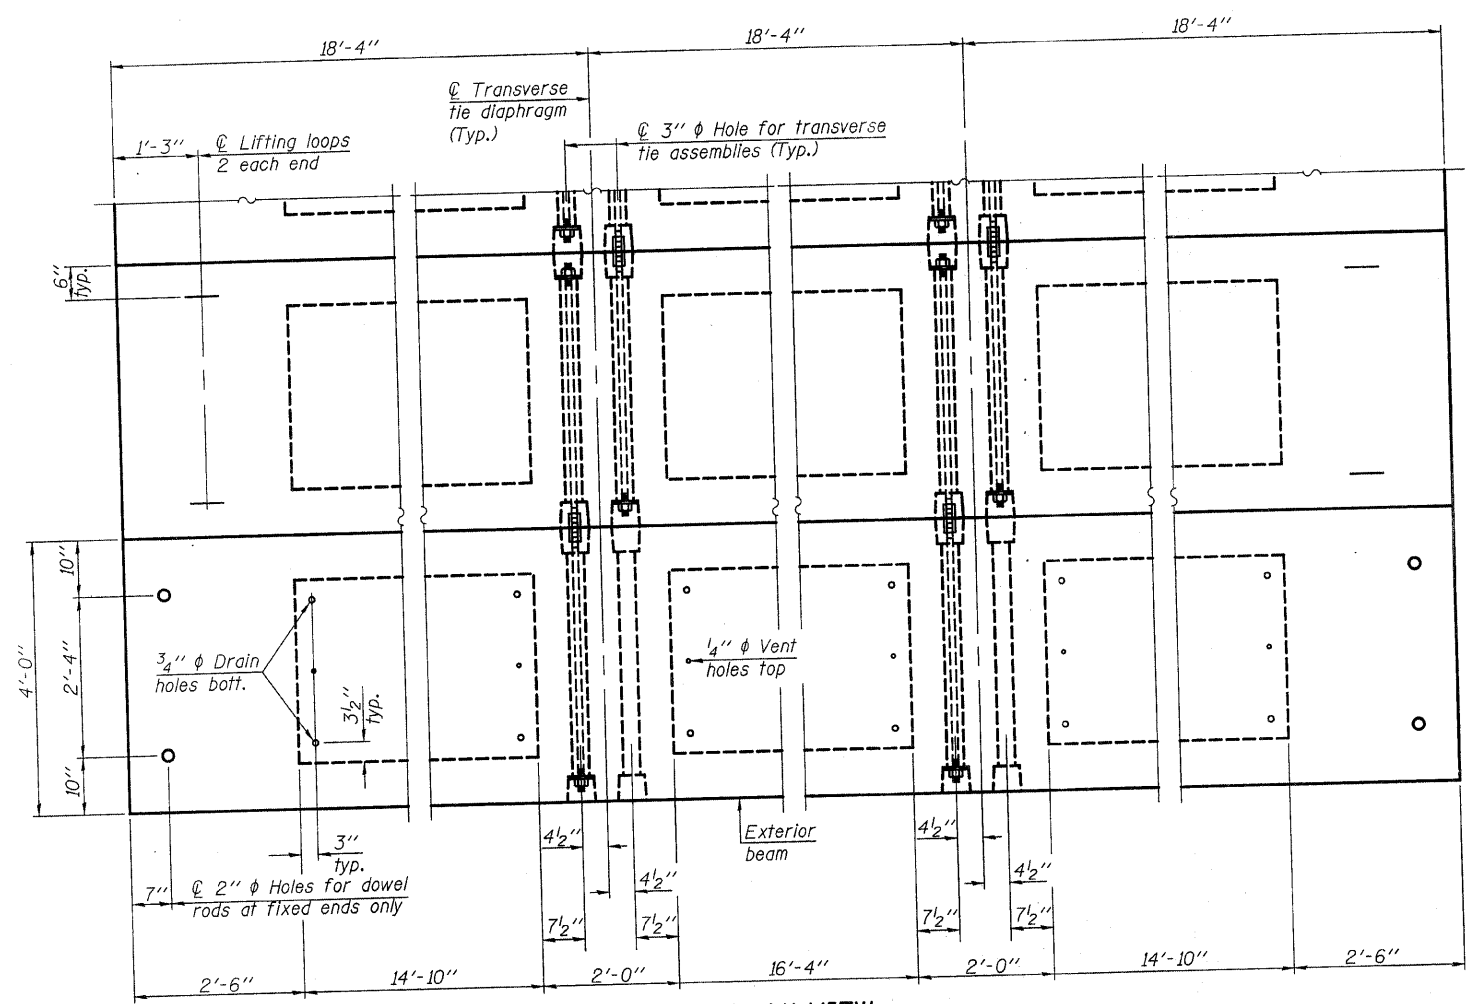 18'-4"
18'-4"
18'-4"
℄ Transverse
tie diaphragm
(Typ.)
℄ 3" ϕ Hole for transverse
tie assemblies (Typ.)
1'-3"
℄ Lifting loops
2 each end
6"
typ.
10"
4'-0"
2'-4"
10"
3/4" ϕ Drain
holes bott.
3 1/2"
typ.
1/4" ϕ Vent
holes top
3"
typ.
7"
℄ 2" ϕ Holes for dowel
rods at fixed ends only
4 1/2"
4 1/2"
7 1/2"
7 1/2"
Exterior
beam
4 1/2"
4 1/2"
7 1/2"
7 1/2"
2'-6"
14'-10"
2'-0"
16'-4"
2'-0"
14'-10"
2'-6"